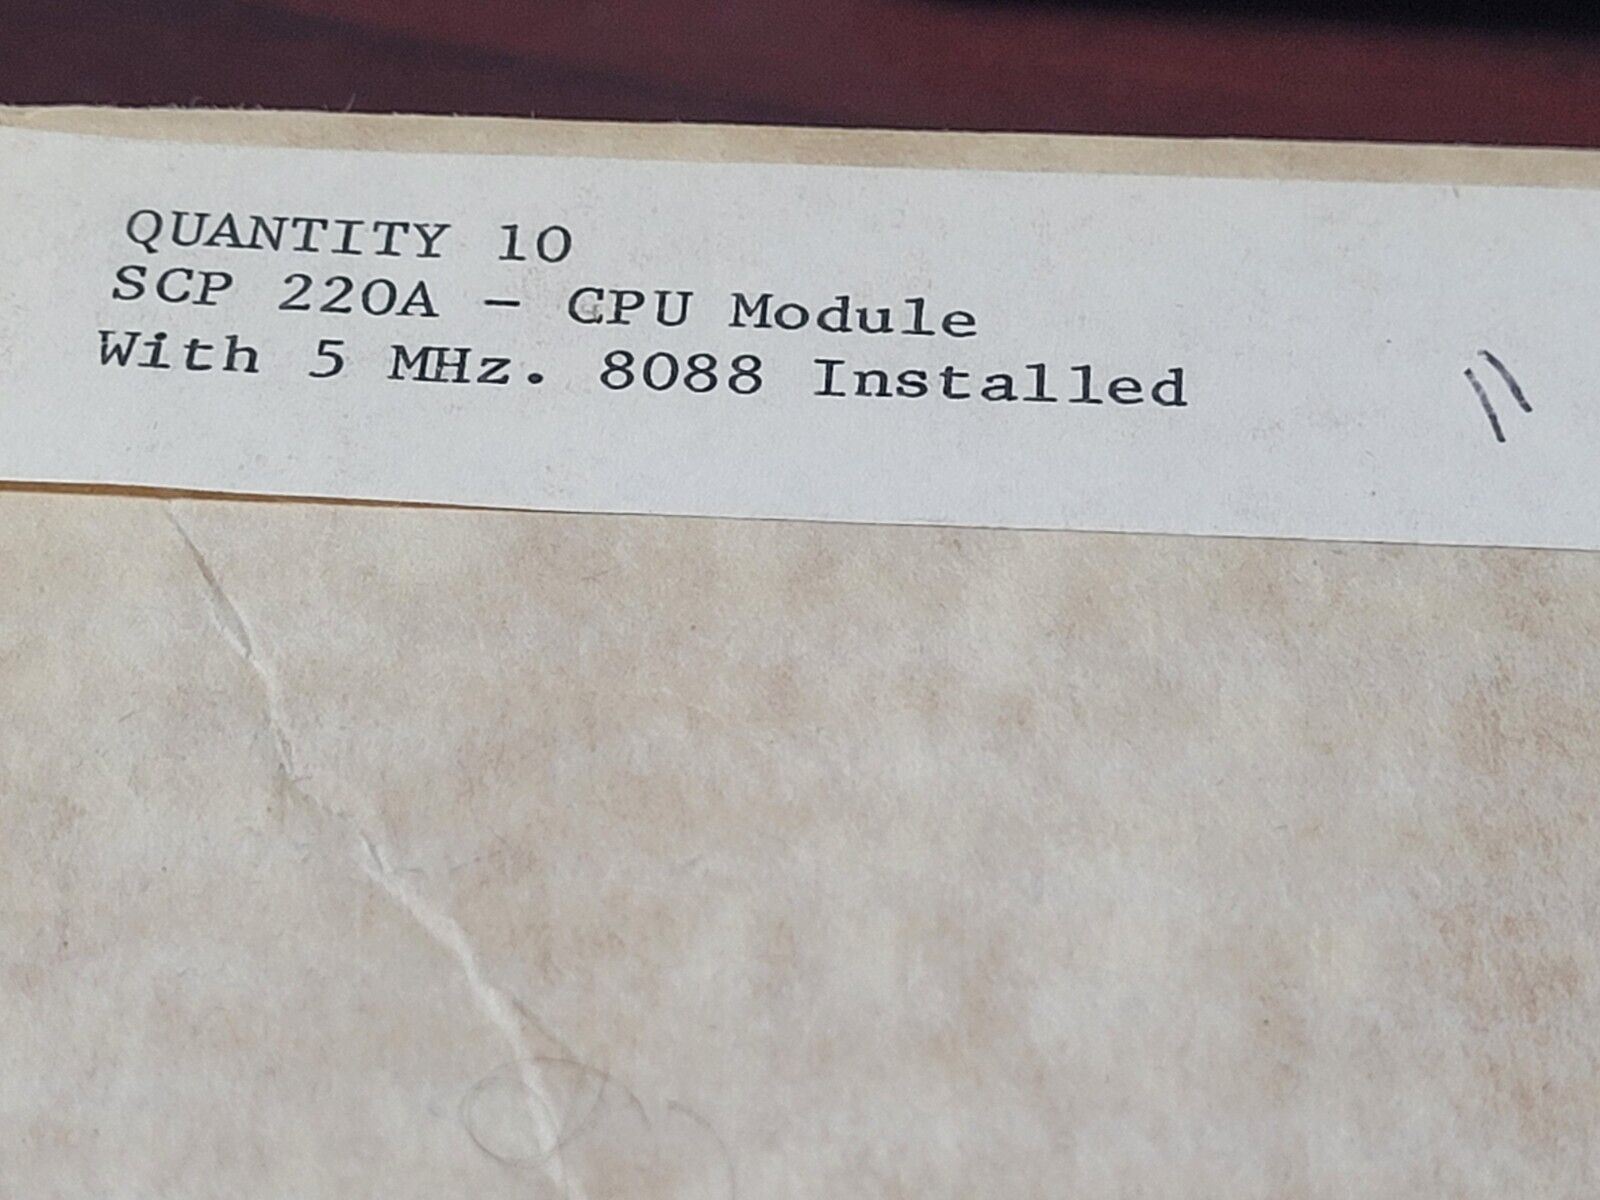 QUANTITY 10
SCP 220A - CPU Module
With 5 MHz. 8088 Installed